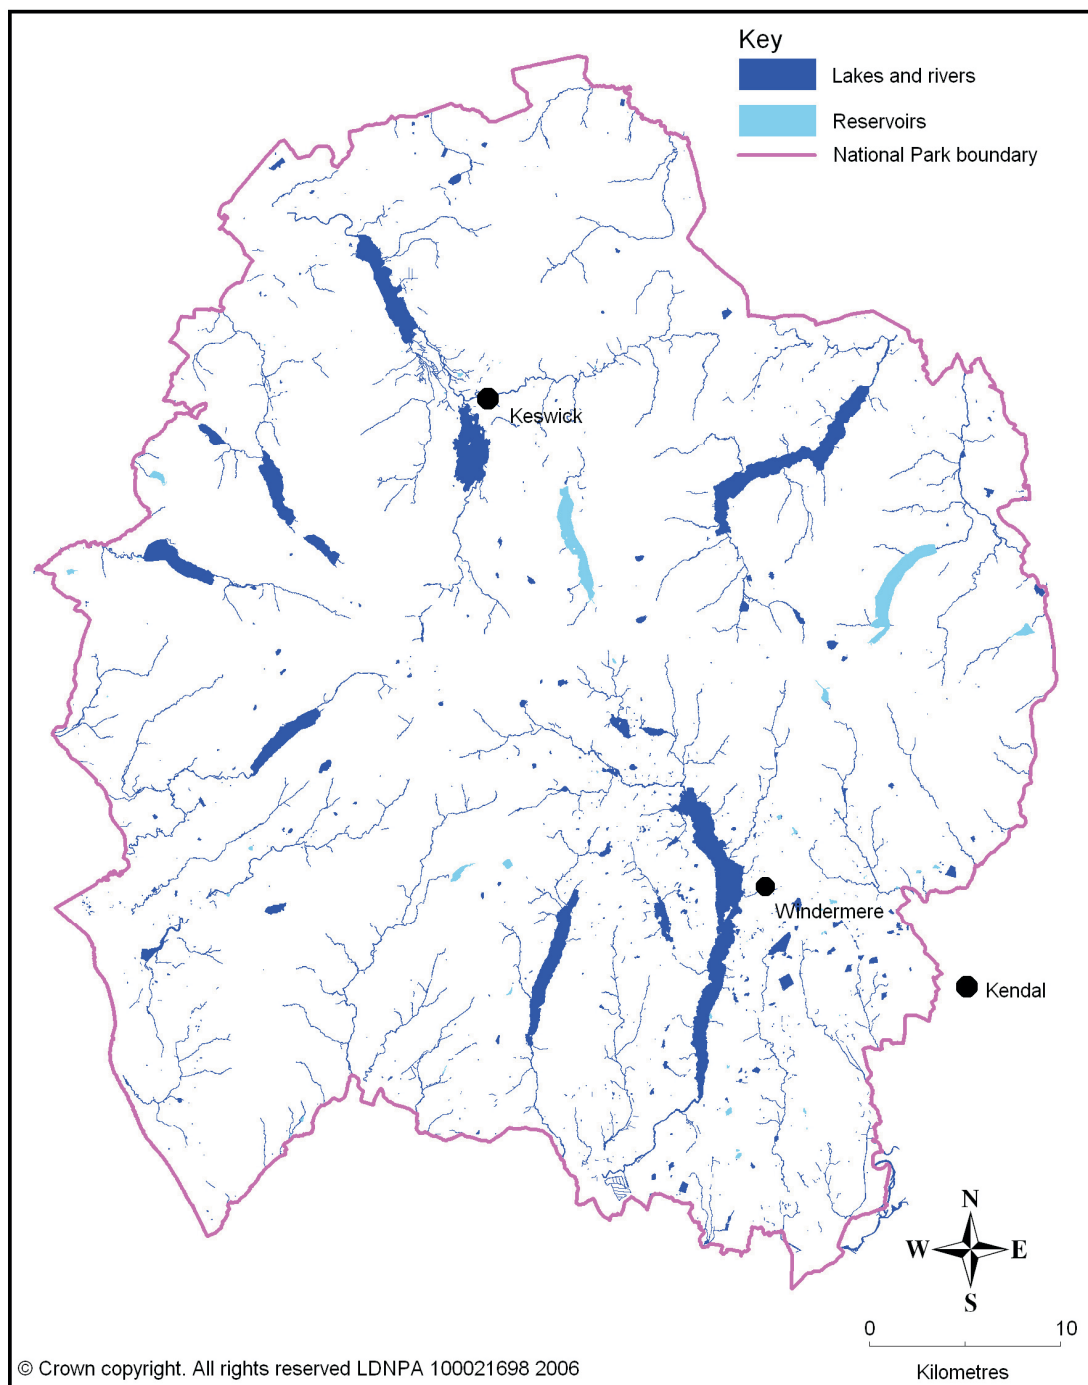 Key
Lakes and rivers
Reservoirs
National Park boundary
Keswick
Windermere
Kendal
N
W E
S
0 10
Kilometres
© Crown copyright. All rights reserved LDNPA 100021698 2006